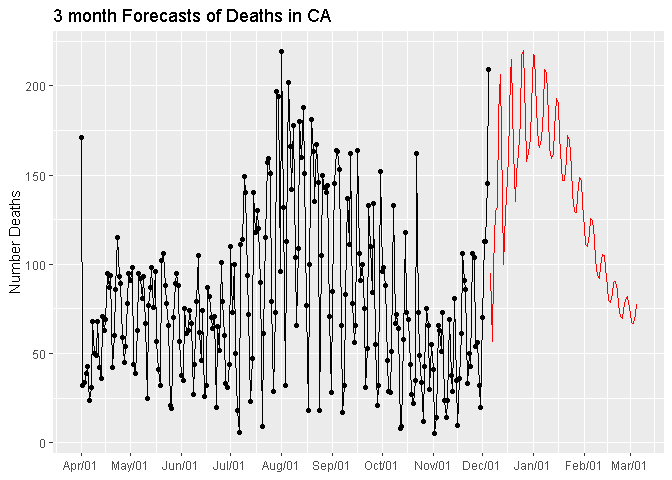 3 month Forecasts of Deaths in CA
Number Deaths
200
150
100
50
0
Apr/01 May/01 Jun/01 Jul/01 Aug/01 Sep/01 Oct/01 Nov/01 Dec/01 Jan/01 Feb/01 Mar/01